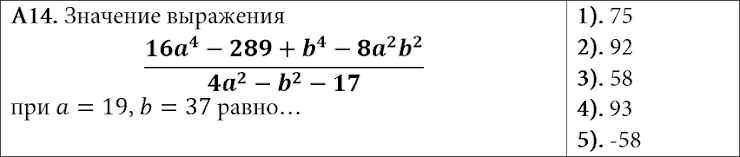 А14. Значение выражения
16a⁴ − 289 + b⁴ − 8a²b²
4a² − b² − 17
при a = 19, b = 37 равно…
1). 75
2). 92
3). 58
4). 93
5). -58